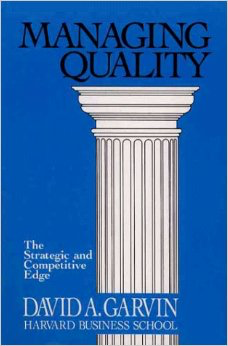 MANAGING
QUALITY
The
Strategic and
Competitive
Edge
DAVID A. GARVIN
HARVARD BUSINESS SCHOOL